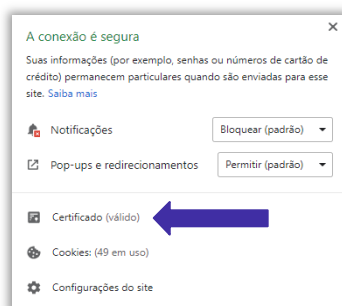 A conexão é segura
Suas informações (por exemplo, senhas ou números de cartão de
crédito) permanecem particulares quando são enviadas para esse
site. Saiba mais
Notificações Bloquear (padrão)
Pop-ups e redirecionamentos Permitir (padrão)
Certificado (válido)
Cookies: (49 em uso)
Configurações do site